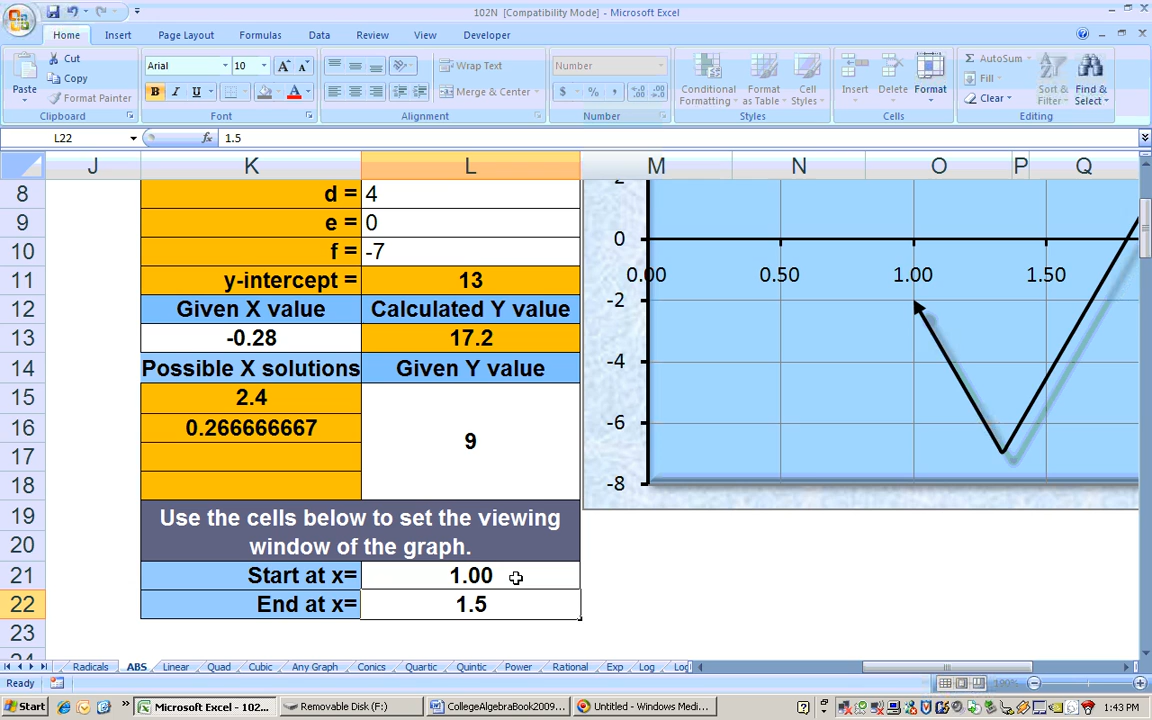 102N [Compatibility Mode] - Microsoft Excel
Home Insert Page Layout Formulas Data Review View Developer
Paste
Cut
Copy
Format Painter
Clipboard
Arial 10
B I U
Font
Wrap Text
Merge & Center
Alignment
Number
$ % ,
Number
Conditional Formatting
Format as Table
Cell Styles
Styles
Insert Delete Format
Cells
AutoSum
Fill
Clear
Sort & Filter
Find & Select
Editing
L22 fx 1.5
J K L M N O P Q
8 d = 4
9 e = 0
10 f = -7
11 y-intercept = 13
12 Given X value Calculated Y value
13 -0.28 17.2
14 Possible X solutions Given Y value
15 2.4
16 0.266666667 9
17
18
19 Use the cells below to set the viewing
20 window of the graph.
21 Start at x= 1.00
22 End at x= 1.5
23
2
0
0.00 0.50 1.00 1.50
-2
-4
-6
-8
Radicals ABS Linear Quad Cubic Any Graph Conics Quartic Quintic Power Rational Exp Log
Ready 190%
Start Microsoft Excel - 102... Removable Disk (F:) CollegeAlgebraBook2009... Untitled - Windows Medi... 1:43 PM